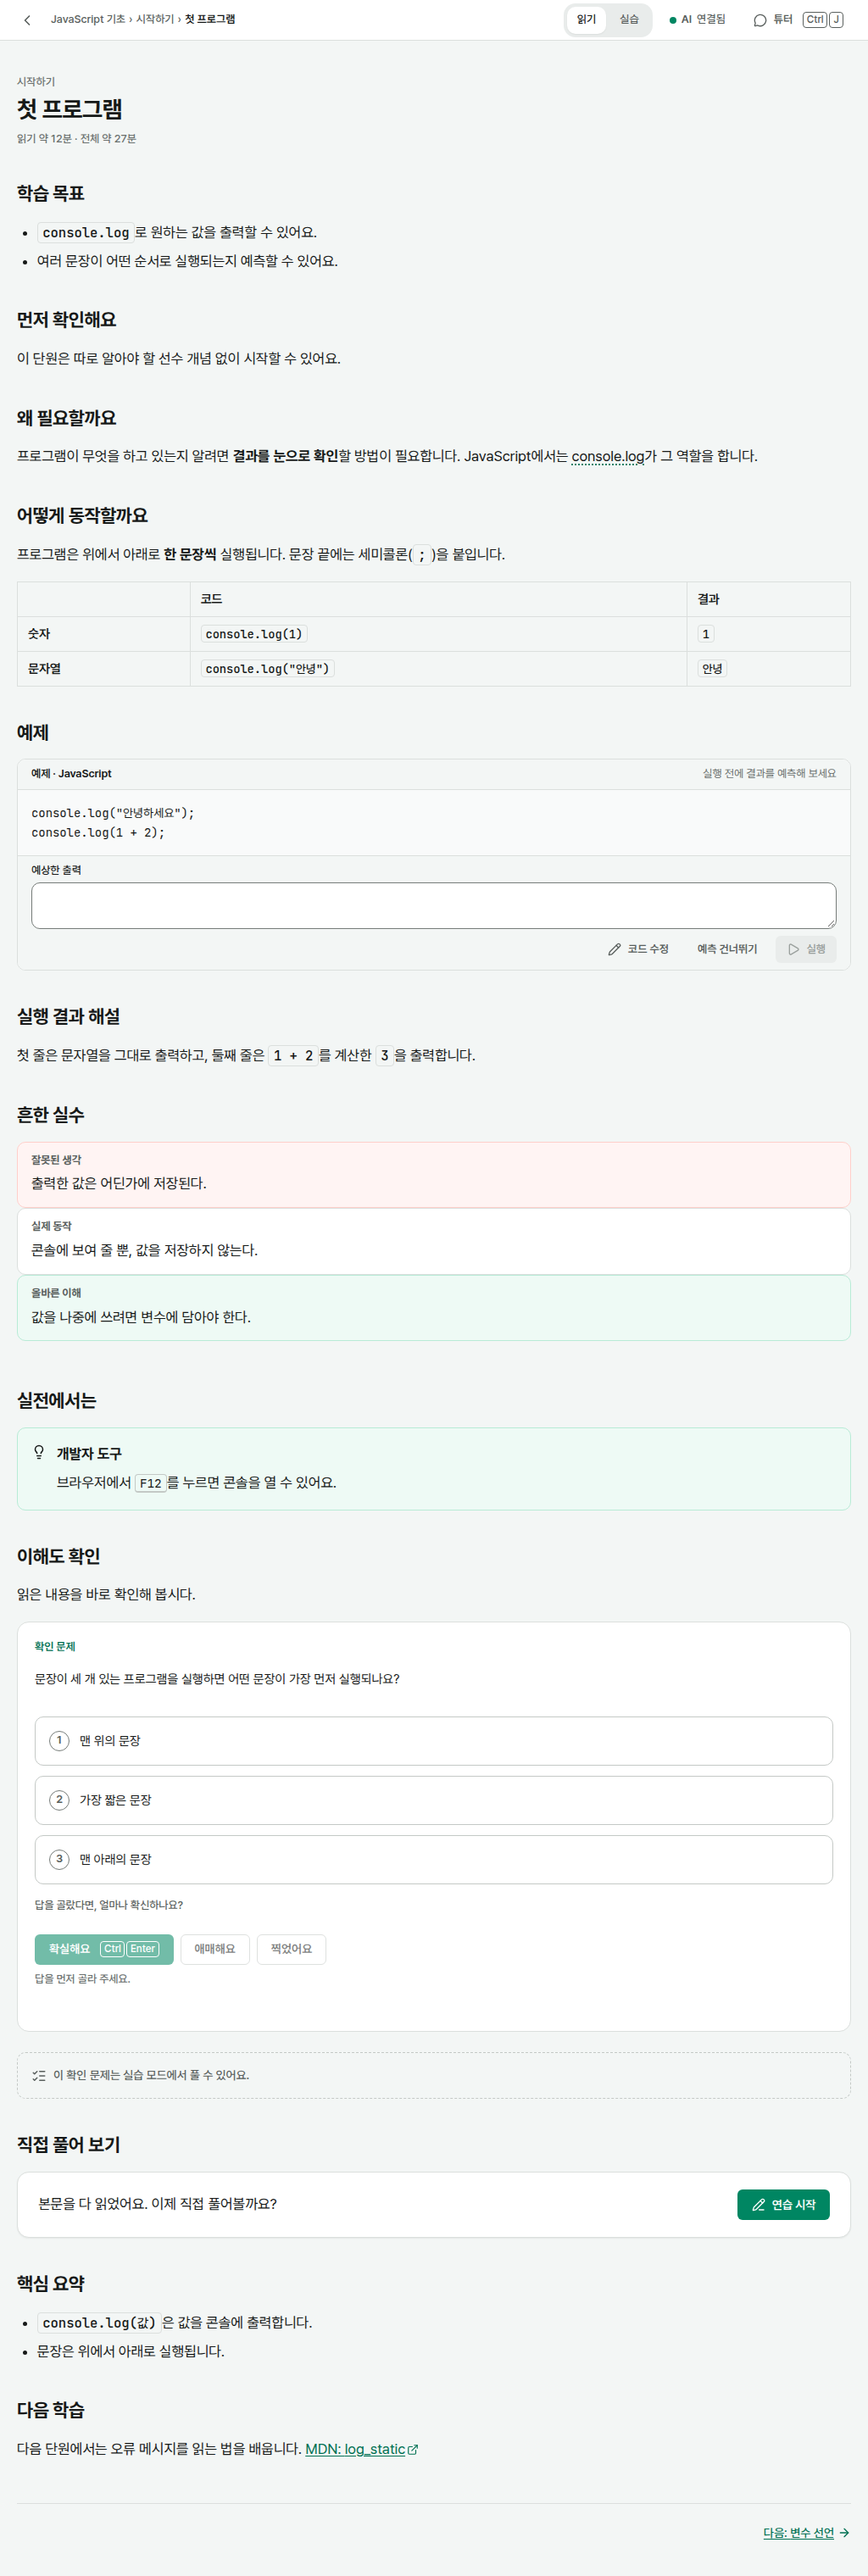 JavaScript 기초 › 시작하기 › 첫 프로그램
읽기 실습
AI 연결됨
튜터 Ctrl J
시작하기
첫 프로그램
읽기 약 12분 · 전체 약 27분
학습 목표
console.log로 원하는 값을 출력할 수 있어요.
여러 문장이 어떤 순서로 실행되는지 예측할 수 있어요.
먼저 확인해요
이 단원은 따로 알아야 할 선수 개념 없이 시작할 수 있어요.
왜 필요할까요
프로그램이 무엇을 하고 있는지 알려면 결과를 눈으로 확인할 방법이 필요합니다. JavaScript에서는 console.log가 그 역할을 합니다.
어떻게 동작할까요
프로그램은 위에서 아래로 한 문장씩 실행됩니다. 문장 끝에는 세미콜론(;)을 붙입니다.
코드 결과
숫자 console.log(1) 1
문자열 console.log("안녕") 안녕
예제
예제 · JavaScript 실행 전에 결과를 예측해 보세요
console.log("안녕하세요");
console.log(1 + 2);
예상한 출력
코드 수정 예측 건너뛰기 실행
실행 결과 해설
첫 줄은 문자열을 그대로 출력하고, 둘째 줄은 1 + 2를 계산한 3을 출력합니다.
흔한 실수
잘못된 생각
출력한 값은 어딘가에 저장된다.
실제 동작
콘솔에 보여 줄 뿐, 값을 저장하지 않는다.
올바른 이해
값을 나중에 쓰려면 변수에 담아야 한다.
실전에서는
개발자 도구
브라우저에서 F12를 누르면 콘솔을 열 수 있어요.
이해도 확인
읽은 내용을 바로 확인해 봅시다.
확인 문제
문장이 세 개 있는 프로그램을 실행하면 어떤 문장이 가장 먼저 실행되나요?
1 맨 위의 문장
2 가장 짧은 문장
3 맨 아래의 문장
답을 골랐다면, 얼마나 확신하나요?
확실해요 Ctrl Enter 애매해요 찍었어요
답을 먼저 골라 주세요.
이 확인 문제는 실습 모드에서 풀 수 있어요.
직접 풀어 보기
본문을 다 읽었어요. 이제 직접 풀어볼까요? 연습 시작
핵심 요약
console.log(값)은 값을 콘솔에 출력합니다.
문장은 위에서 아래로 실행됩니다.
다음 학습
다음 단원에서는 오류 메시지를 읽는 법을 배웁니다. MDN: log_static
다음: 변수 선언 →